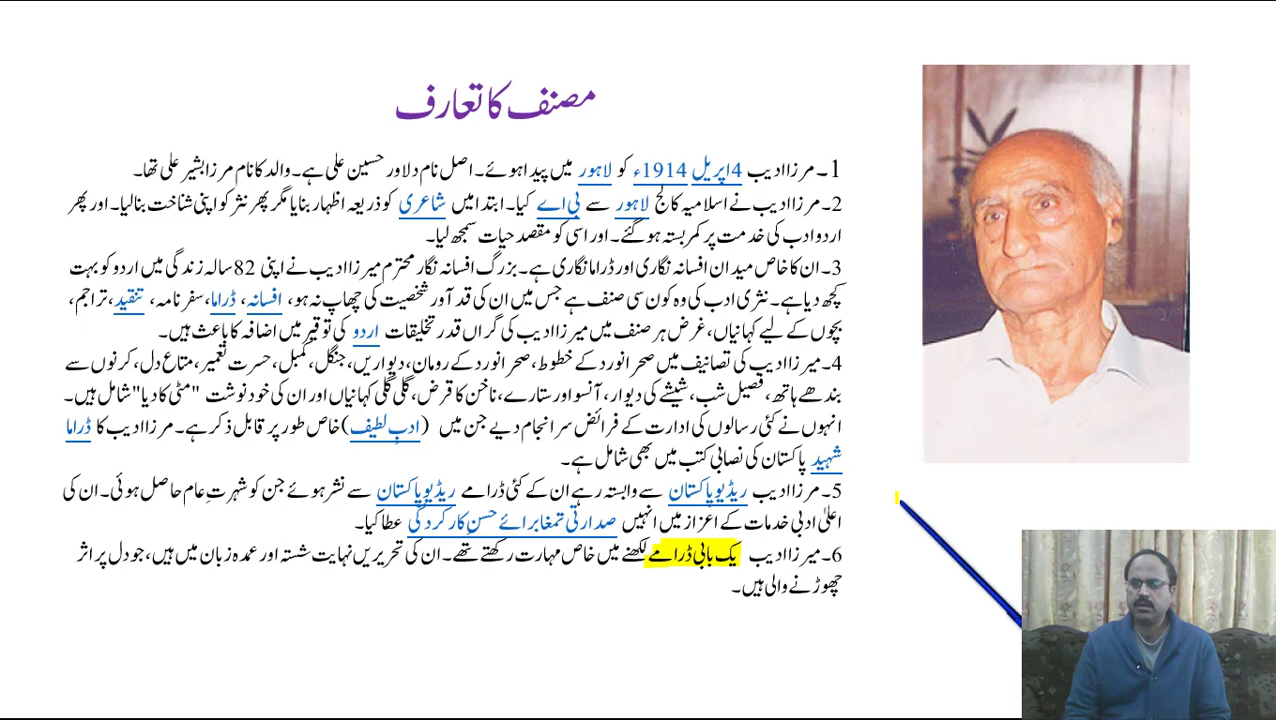 مصنف کا تعارف
1۔ مرزا ادیب 4 اپریل 1914ء کو لاہور میں پیدا ہوئے۔ اصل نام دلاور حسین علی ہے۔ والد کا نام مرزا بشیر علی تھا۔
2۔ مرزا ادیب نے اسلامیہ کالج لاہور سے بی اے کیا۔ ابتدا میں شاعری کو ذریعہ اظہار بنایا مگر پھر نثر کو اپنی شناخت بنالیا۔ اور پھر
اردو ادب کی خدمت پر کمر بستہ ہو گئے۔ اور اسی کو مقصد حیات سمجھ لیا۔
3۔ ان کا خاص میدان افسانہ نگاری اور ڈراما نگاری ہے۔ بزرگ افسانہ نگار محترم میرزا ادیب نے اپنی 82 سالہ زندگی میں اردو کو بہت
کچھ دیا ہے۔ نثری ادب کی وہ کون سی صنف ہے جس میں ان کی قد آور شخصیت کی چھاپ نہ ہو، افسانہ، ڈراما، سفر نامہ، تنقید، تراجم،
بچوں کے لیے کہانیاں، غرض ہر صنف میں میرزا ادیب کی گراں قدر تخلیقات اردو کی توقیر میں اضافہ کا باعث ہیں۔
4۔ میرزا ادیب کی تصانیف میں صحرا نورد کے خطوط، صحرا نورد کے رومان، دیواریں، جنگل، کمبل، حسرت تعمیر، متاع دل، کرنوں سے
بندھے ہاتھ، فصیل شب، شیشے کی دیوار، آنسو اور ستارے، ناخن کا قرض، گلی گلی کہانیاں اور ان کی خود نوشت "مٹی کا دیا" شامل ہیں۔
انہوں نے کئی رسالوں کی ادارت کے فرائض سرانجام دیے جن میں (ادبِ لطیف) خاص طور پر قابل ذکر ہے۔ مرزا ادیب کا ڈراما
شہید پاکستان کی نصابی کتب میں بھی شامل ہے۔
5۔ مرزا ادیب ریڈیو پاکستان سے وابستہ رہے ان کے کئی ڈرامے ریڈیو پاکستان سے نشر ہوئے جن کو شہرتِ عام حاصل ہوئی۔ ان کی
اعلیٰ ادبی خدمات کے اعزاز میں انہیں صدارتی تمغا برائے حسن کارکردگی عطا کیا۔
6۔ میرزا ادیب یک بابی ڈرامے لکھنے میں خاص مہارت رکھتے تھے۔ ان کی تحریریں نہایت شستہ اور عمدہ زبان میں ہیں، جو دل پر اثر
چھوڑنے والی ہیں۔